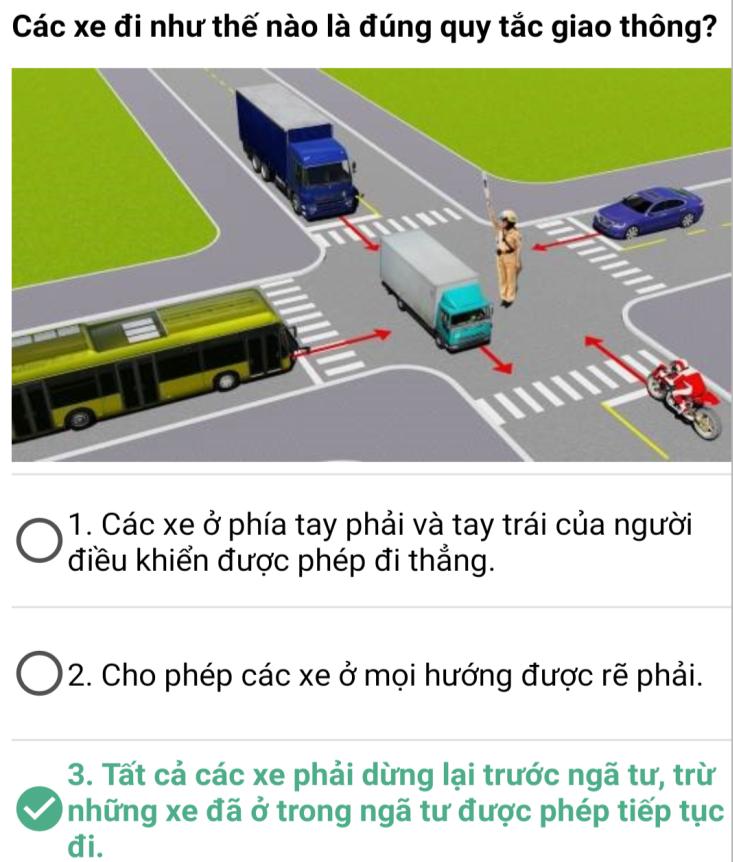 Các xe đi như thế nào là đúng quy tắc giao thông?
1. Các xe ở phía tay phải và tay trái của người
điều khiển được phép đi thẳng.
2. Cho phép các xe ở mọi hướng được rẽ phải.
3. Tất cả các xe phải dừng lại trước ngã tư, trừ
những xe đã ở trong ngã tư được phép tiếp tục
đi.